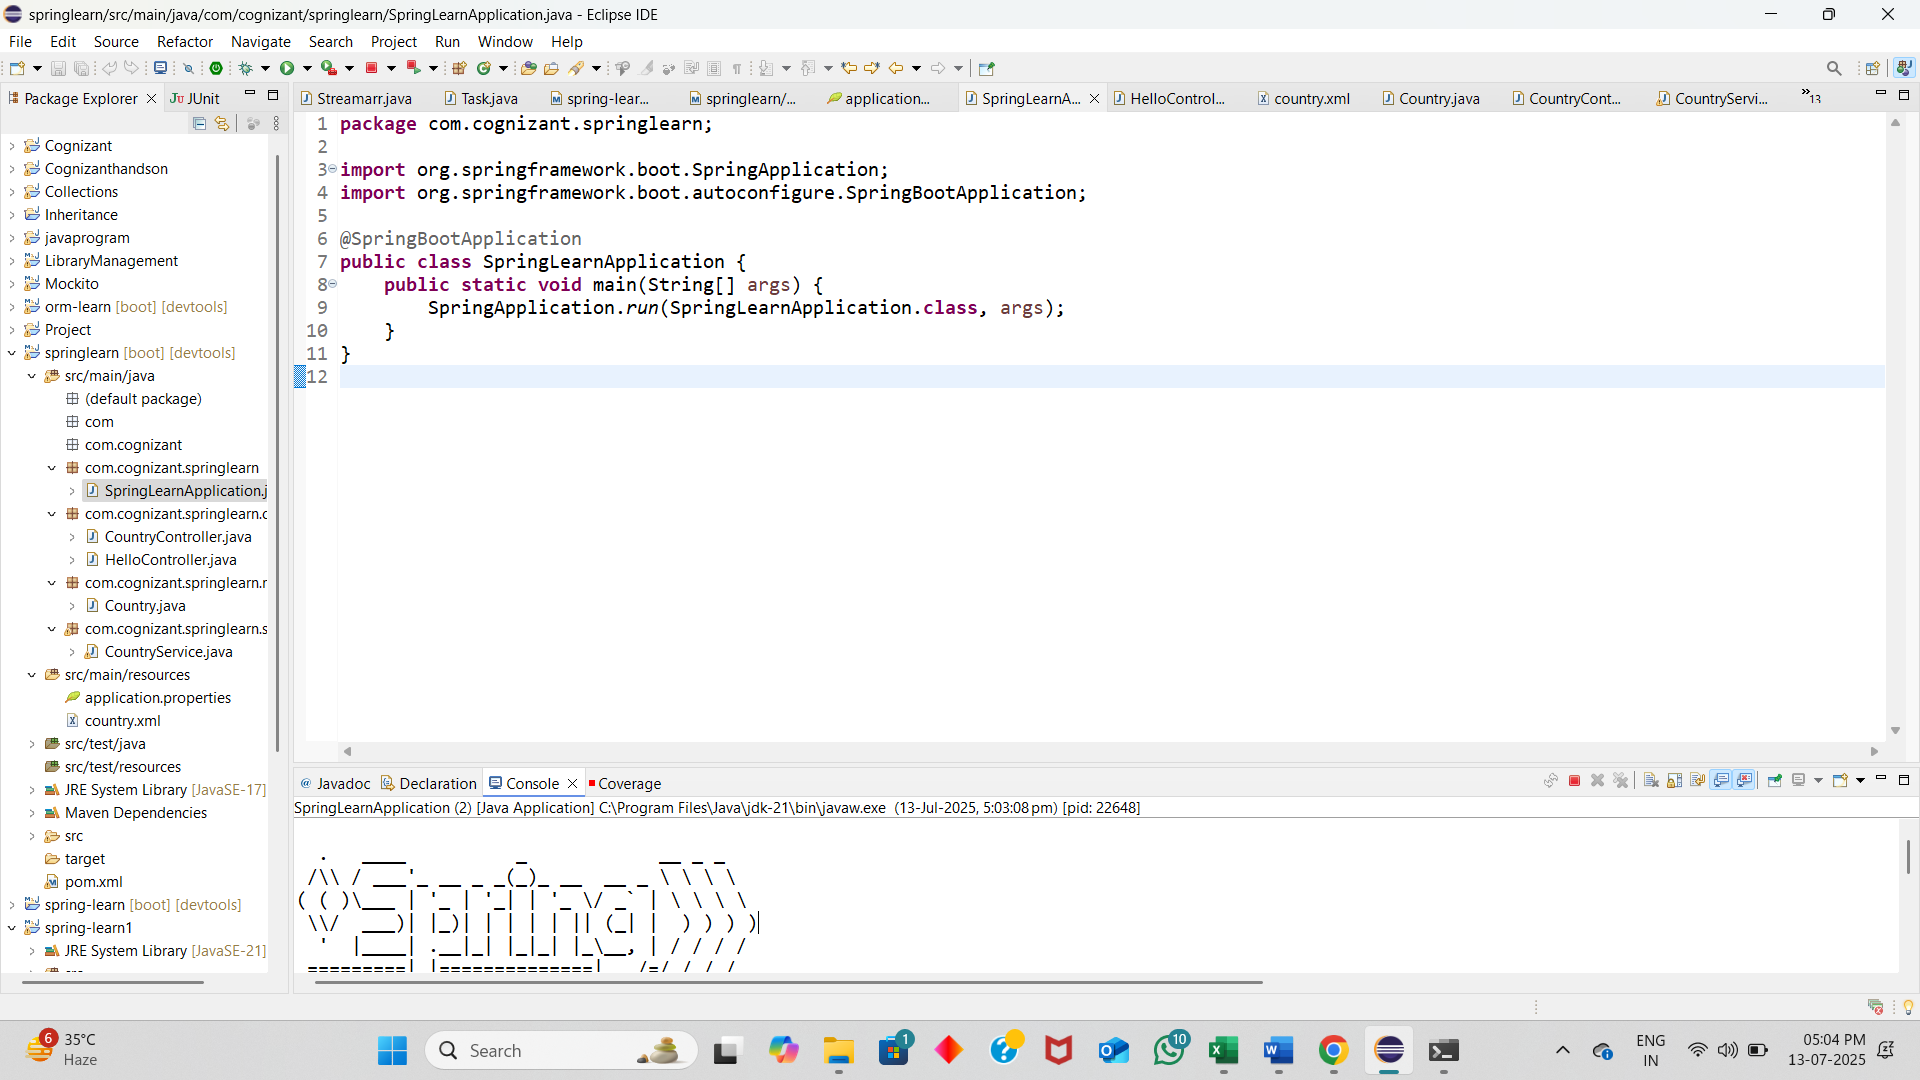 springlearn/src/main/java/com/cognizant/springlearn/SpringLearnApplication.java - Eclipse IDE
File Edit Source Refactor Navigate Search Project Run Window Help
Package Explorer JUnit
Streamarr.java Task.java spring-lear... springlearn/... application... SpringLearnA... HelloControl... country.xml Country.java CountryCont... CountryServi... »13
Cognizant
Cognizanthandson
Collections
Inheritance
javaprogram
LibraryManagement
Mockito
orm-learn [boot] [devtools]
Project
springlearn [boot] [devtools]
src/main/java
(default package)
com
com.cognizant
com.cognizant.springlearn
SpringLearnApplication.j
com.cognizant.springlearn.c
CountryController.java
HelloController.java
com.cognizant.springlearn.r
Country.java
com.cognizant.springlearn.s
CountryService.java
src/main/resources
application.properties
country.xml
src/test/java
src/test/resources
JRE System Library [JavaSE-17]
Maven Dependencies
src
target
pom.xml
spring-learn [boot] [devtools]
spring-learn1
JRE System Library [JavaSE-21]
1 package com.cognizant.springlearn;
2
3 import org.springframework.boot.SpringApplication;
4 import org.springframework.boot.autoconfigure.SpringBootApplication;
5
6 @SpringBootApplication
7 public class SpringLearnApplication {
8 public static void main(String[] args) {
9 SpringApplication.run(SpringLearnApplication.class, args);
10 }
11 }
12
Javadoc Declaration Console Coverage
SpringLearnApplication (2) [Java Application] C:\Program Files\Java\jdk-21\bin\javaw.exe (13-Jul-2025, 5:03:08 pm) [pid: 22648]
Spring
6
35°C
Haze
Search
1
10
ENG
IN
05:04 PM
13-07-2025